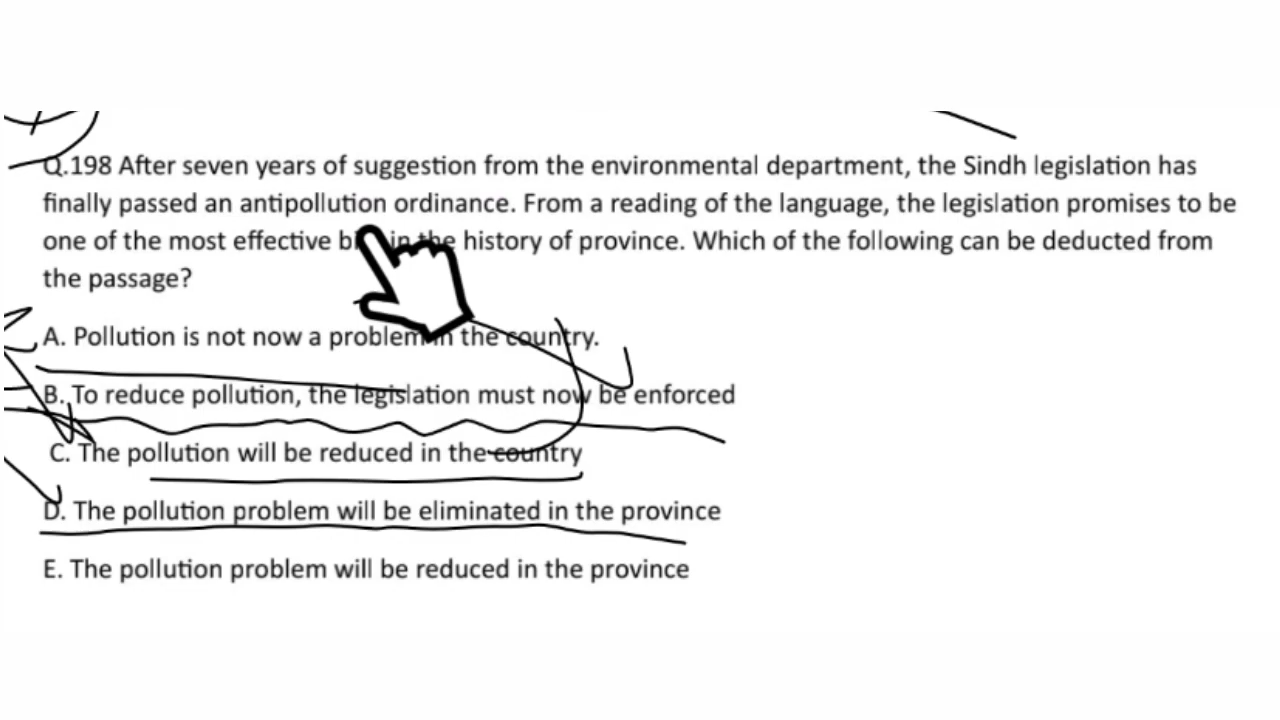 Q.198 After seven years of suggestion from the environmental department, the Sindh legislation has
finally passed an antipollution ordinance. From a reading of the language, the legislation promises to be
one of the most effective in the history of province. Which of the following can be deducted from
the passage?
A. Pollution is not now a problem in the country.
B. To reduce pollution, the legislation must now be enforced
C. The pollution will be reduced in the country
D. The pollution problem will be eliminated in the province
E. The pollution problem will be reduced in the province